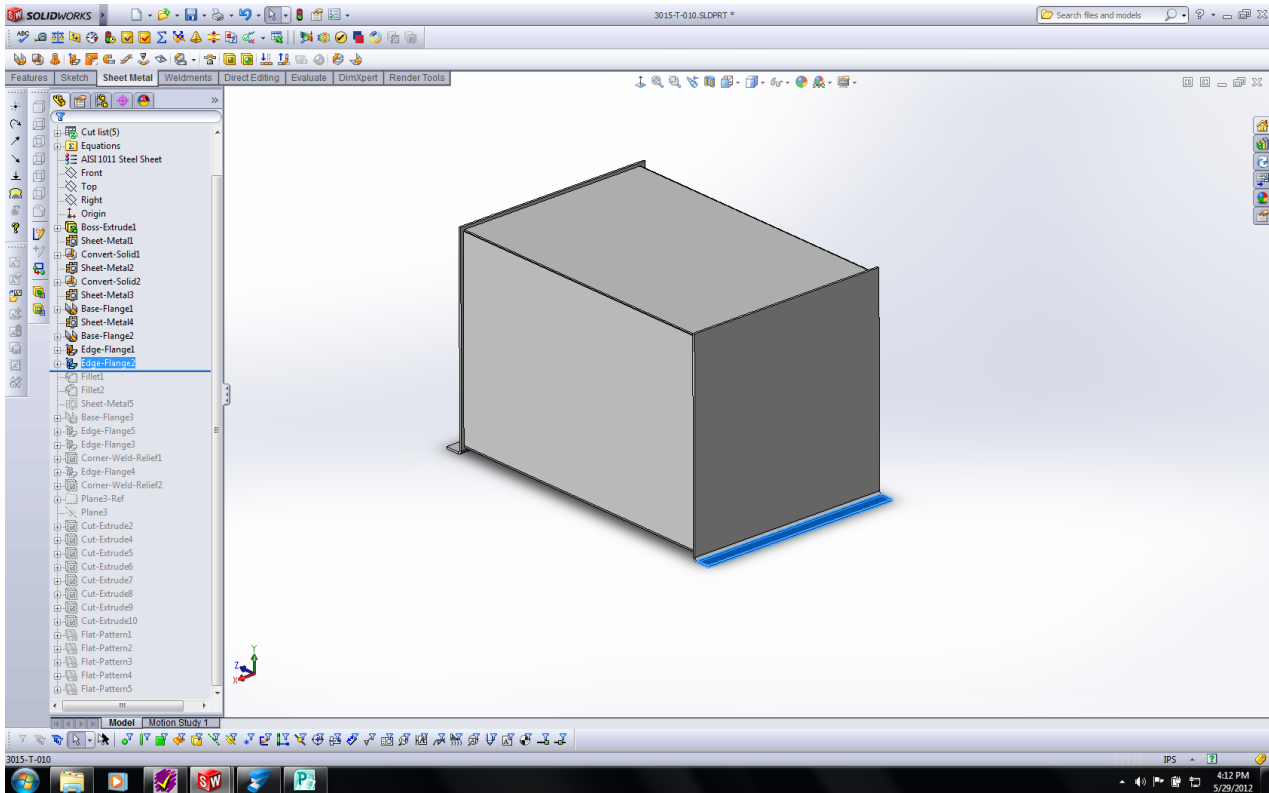 SW SOLIDWORKS
3015-T-010.SLDPRT *
Search files and models
Features Sketch Sheet Metal Weldments Direct Editing Evaluate DimXpert Render Tools
Cut list(5)
Equations
AISI 1011 Steel Sheet
Front
Top
Right
Origin
Boss-Extrude1
Sheet-Metal1
Convert-Solid1
Sheet-Metal2
Convert-Solid2
Sheet-Metal3
Base-Flange1
Sheet-Metal4
Base-Flange2
Edge-Flange1
Edge-Flange2
Fillet1
Fillet2
Sheet-Metal5
Base-Flange3
Edge-Flange5
Edge-Flange3
Corner-Weld-Relief1
Edge-Flange4
Corner-Weld-Relief2
Plane3-Ref
Plane3
Cut-Extrude2
Cut-Extrude4
Cut-Extrude5
Cut-Extrude6
Cut-Extrude7
Cut-Extrude8
Cut-Extrude9
Cut-Extrude10
Flat-Pattern1
Flat-Pattern2
Flat-Pattern3
Flat-Pattern4
Flat-Pattern5
Y
Z
X
Model Motion Study 1
3015-T-010
IPS
SW
4:12 PM
5/29/2012